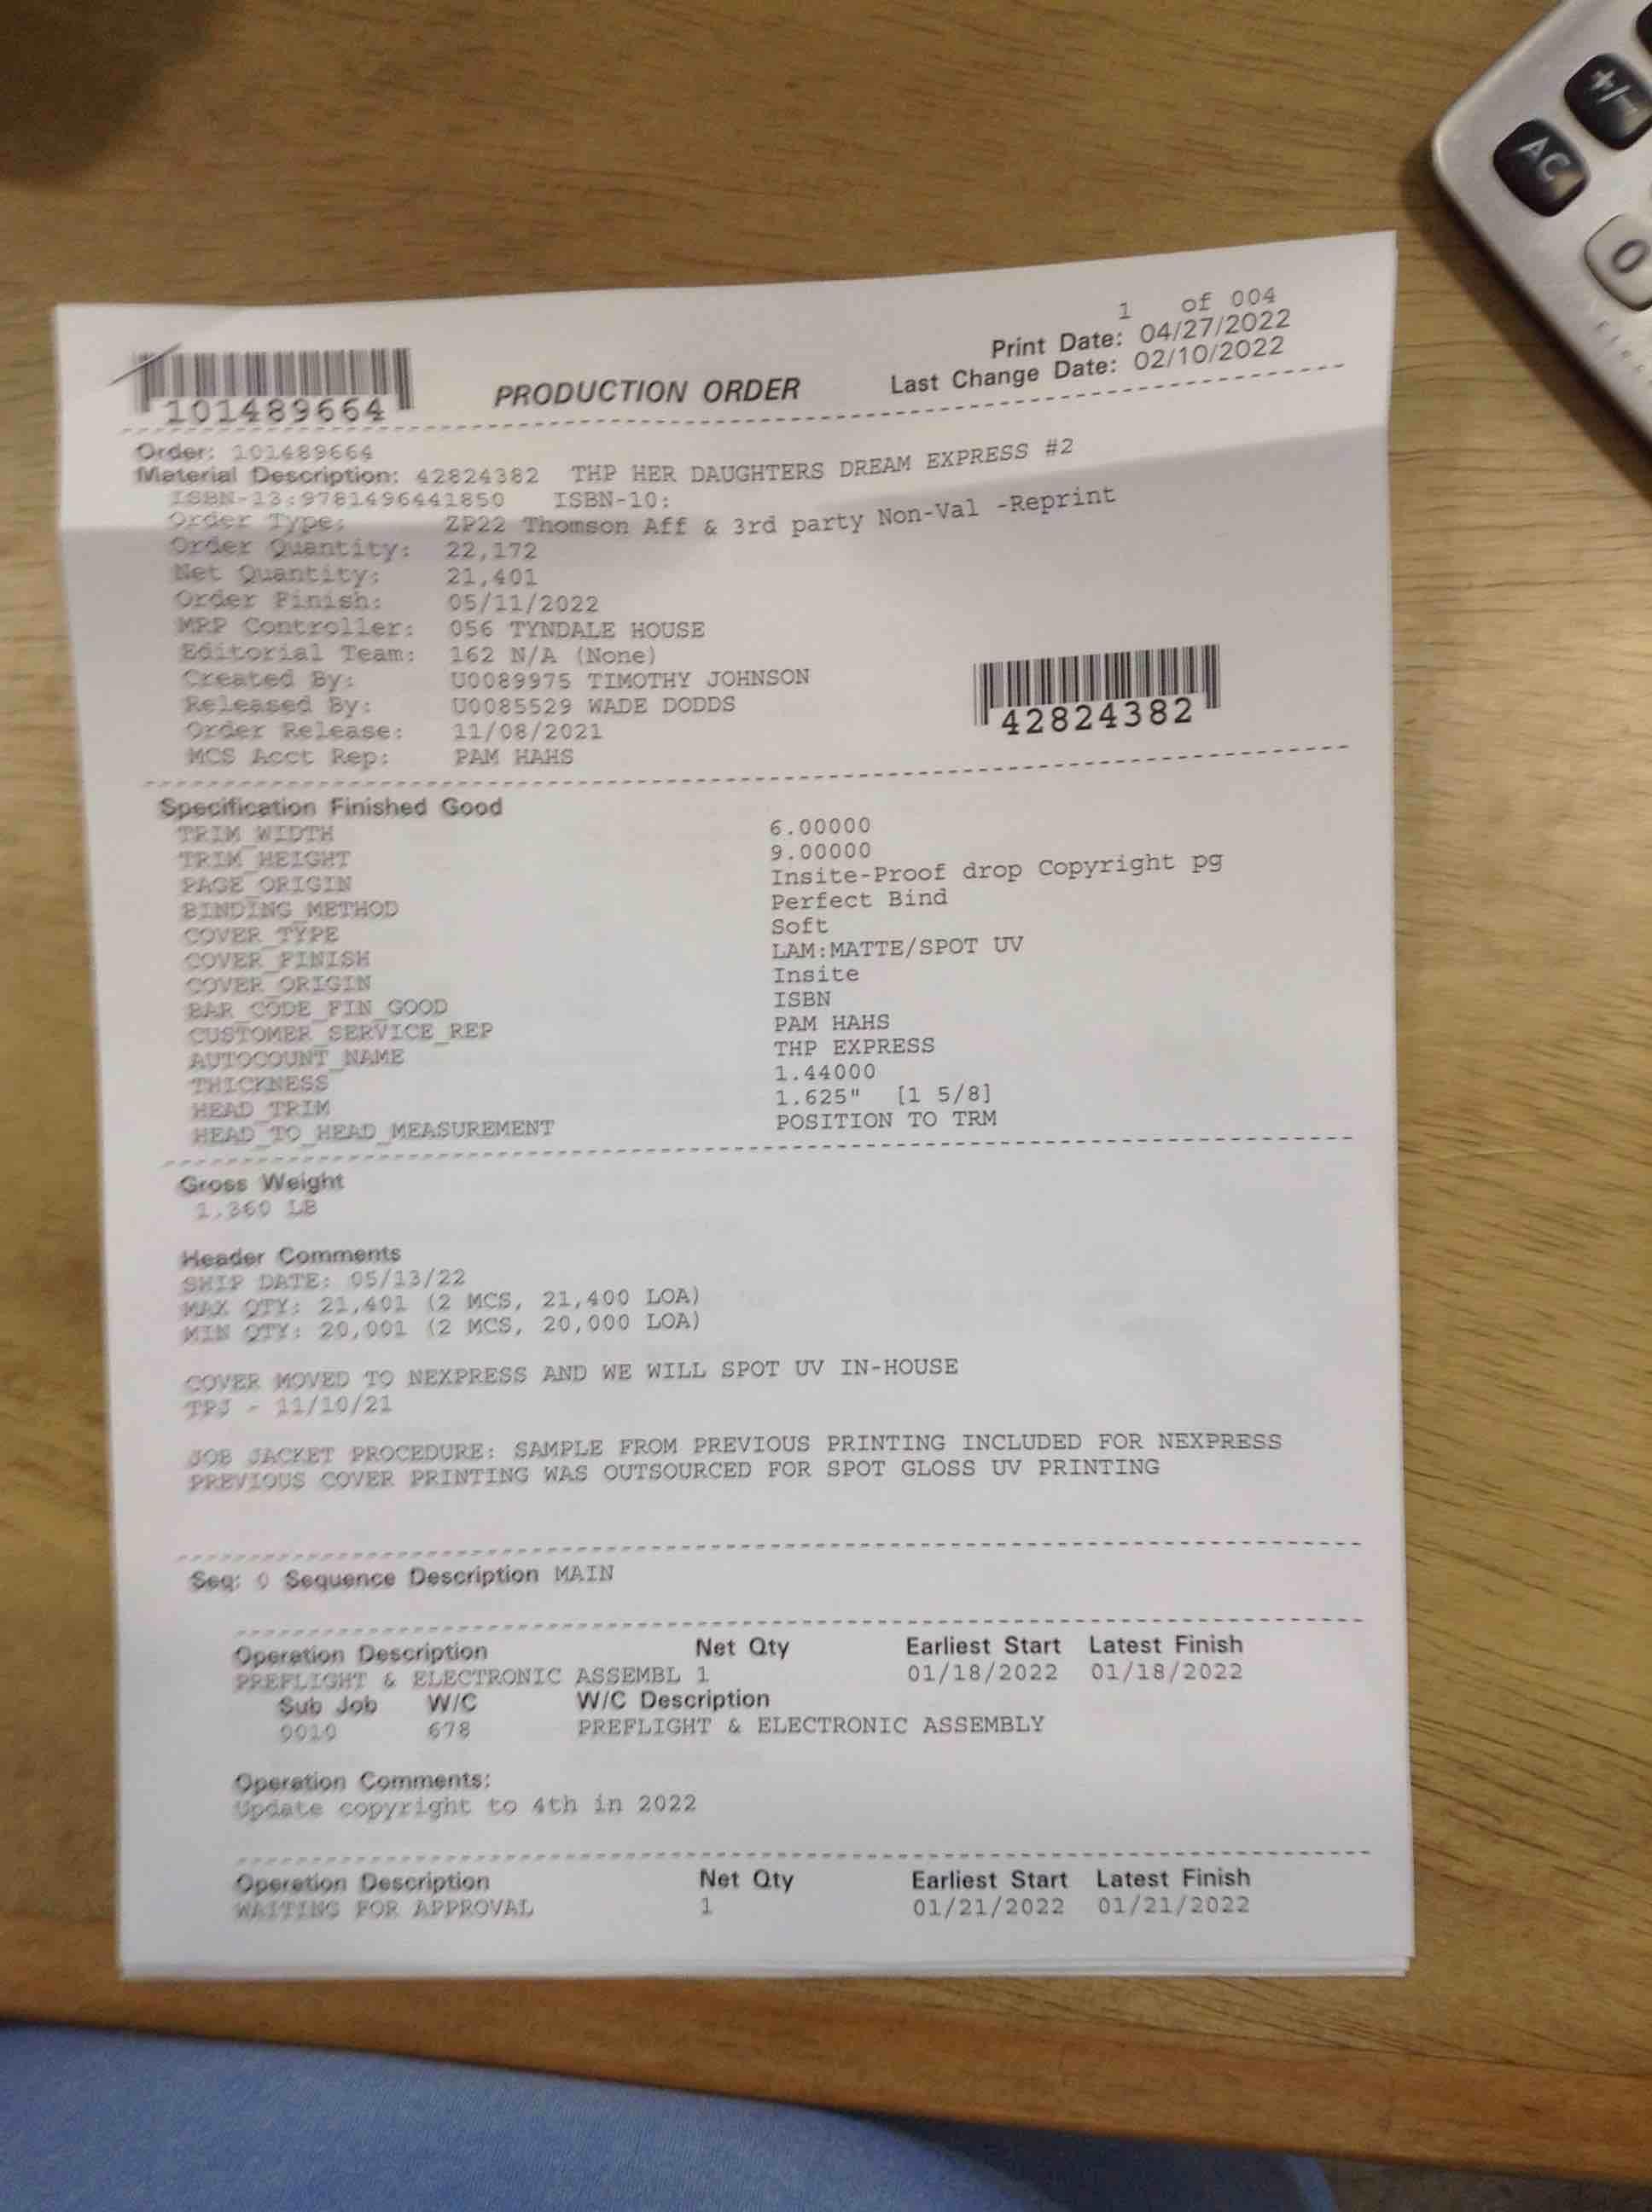 1 of 004
Print Date: 04/27/2022
Last Change Date: 02/10/2022
101489664
PRODUCTION ORDER
Order: 101489664
Material Description: 42824382 THP HER DAUGHTERS DREAM EXPRESS #2
ISBN-13:9781496441850 ISBN-10:
Order Type: ZP22 Thomson Aff & 3rd party Non-Val -Reprint
Order Quantity: 22,172
Net Quantity: 21,401
Order Finish: 05/11/2022
MRP Controller: 056 TYNDALE HOUSE
Editorial Team: 162 N/A (None)
Created By: U0089975 TIMOTHY JOHNSON
Released By: U0085529 WADE DODDS
Order Release: 11/08/2021
MCS Acct Rep: PAM HAHS
42824382
Specification Finished Good
TRIM_WIDTH 6.00000
TRIM_HEIGHT 9.00000
PAGE_ORIGIN Insite-Proof drop Copyright pg
BINDING_METHOD Perfect Bind
COVER_TYPE Soft
COVER_FINISH LAM:MATTE/SPOT UV
COVER_ORIGIN Insite
BAR_CODE_FIN_GOOD ISBN
CUSTOMER_SERVICE_REP PAM HAHS
AUTOCOUNT_NAME THP EXPRESS
THICKNESS 1.44000
HEAD_TRIM 1.625" [1 5/8]
HEAD_TO_HEAD_MEASUREMENT POSITION TO TRM
Gross Weight
1.360 LB
Header Comments
SHIP DATE: 05/13/22
MAX QTY: 21,401 (2 MCS, 21,400 LOA)
MIN QTY: 20,001 (2 MCS, 20,000 LOA)
COVER MOVED TO NEXPRESS AND WE WILL SPOT UV IN-HOUSE
TPJ - 11/10/21
JOB JACKET PROCEDURE: SAMPLE FROM PREVIOUS PRINTING INCLUDED FOR NEXPRESS
PREVIOUS COVER PRINTING WAS OUTSOURCED FOR SPOT GLOSS UV PRINTING
Seq: 0 Sequence Description MAIN
Operation Description Net Qty Earliest Start Latest Finish
PREFLIGHT & ELECTRONIC ASSEMBL 1 01/18/2022 01/18/2022
Sub Job W/C W/C Description
0010 678 PREFLIGHT & ELECTRONIC ASSEMBLY
Operation Comments:
Update copyright to 4th in 2022
Operation Description Net Qty Earliest Start Latest Finish
WAITING FOR APPROVAL 1 01/21/2022 01/21/2022
+/-
AC
0